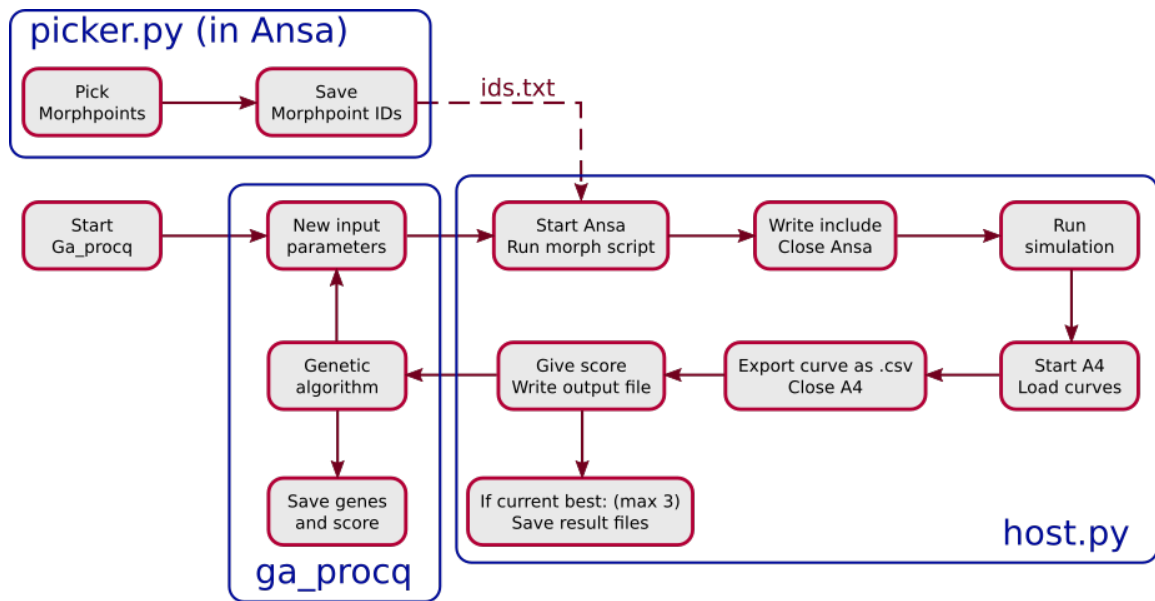 picker.py (in Ansa)
Pick
Morphpoints
Save
Morphpoint IDs
ids.txt
Start
Ga_procq
New input
parameters
Start Ansa
Run morph script
Write include
Close Ansa
Run
simulation
Genetic
algorithm
Give score
Write output file
Export curve as .csv
Close A4
Start A4
Load curves
Save genes
and score
If current best: (max 3)
Save result files
host.py
ga_procq